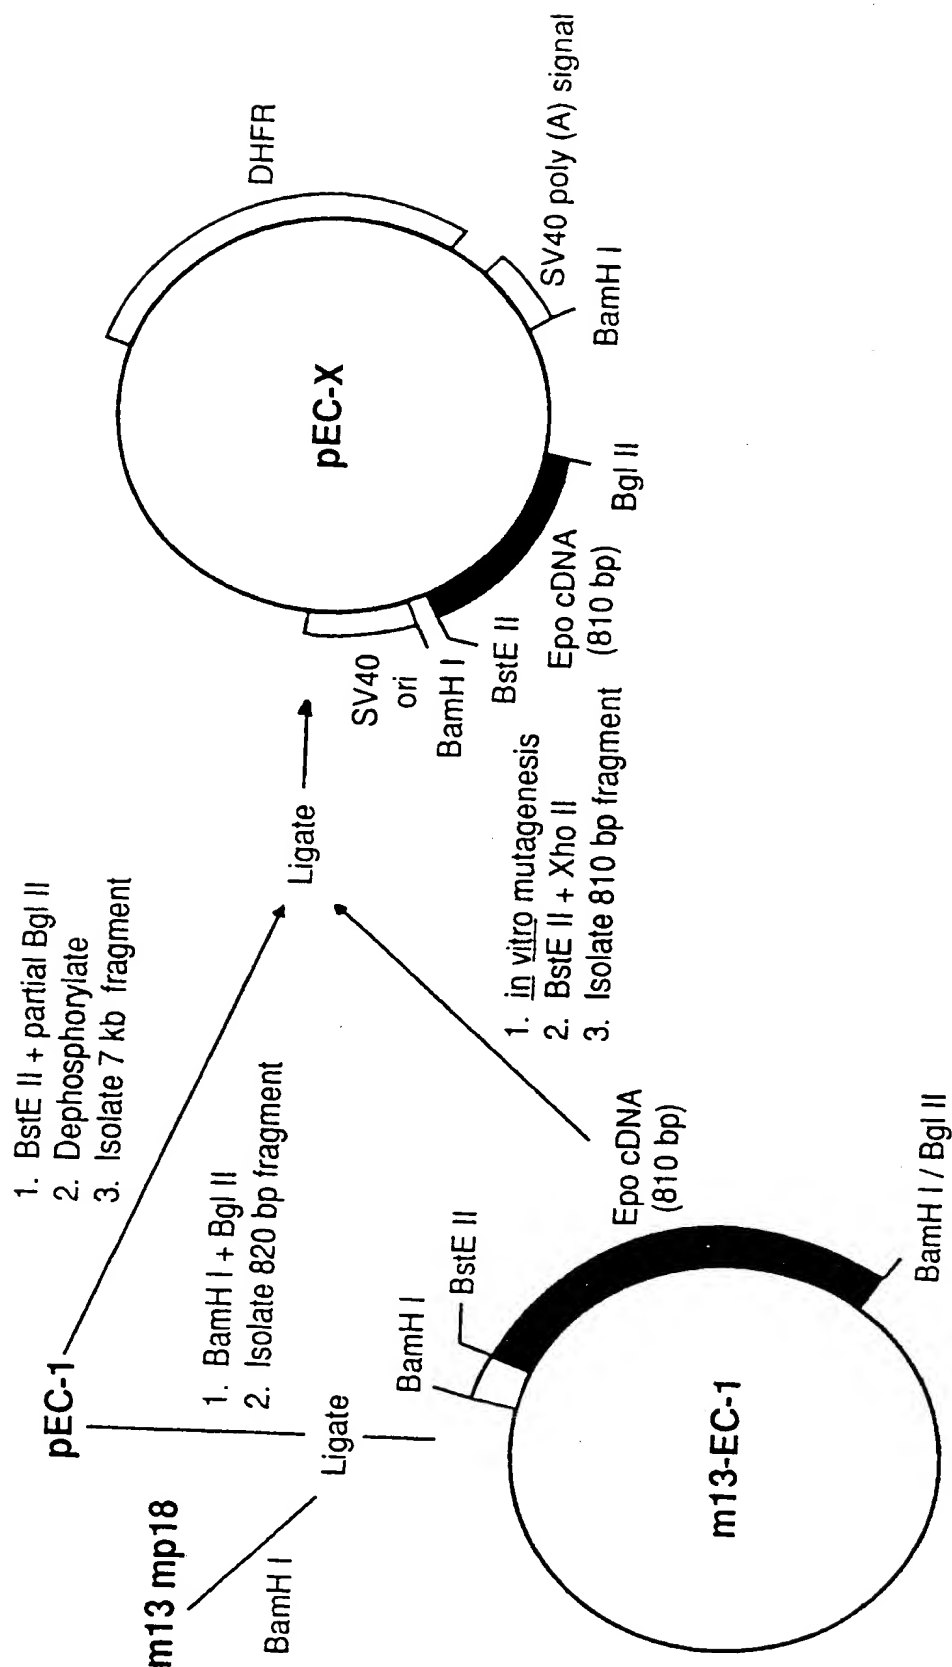 m13 mp18
BamH I
pEC-1
1. BamH I + Bgl II
2. Isolate 820 bp fragment
Ligate
1. BstE II + partial Bgl II
2. Dephosphorylate
3. Isolate 7 kb fragment
Ligate
m13-EC-1
BamH I
BstE II
Epo cDNA
(810 bp)
BamH I / Bgl II
1. in vitro mutagenesis
2. BstE II + Xho II
3. Isolate 810 bp fragment
pEC-X
DHFR
SV40 poly (A) signal
BamH I
Bgl II
Epo cDNA
(810 bp)
BstE II
BamH I
SV40
ori